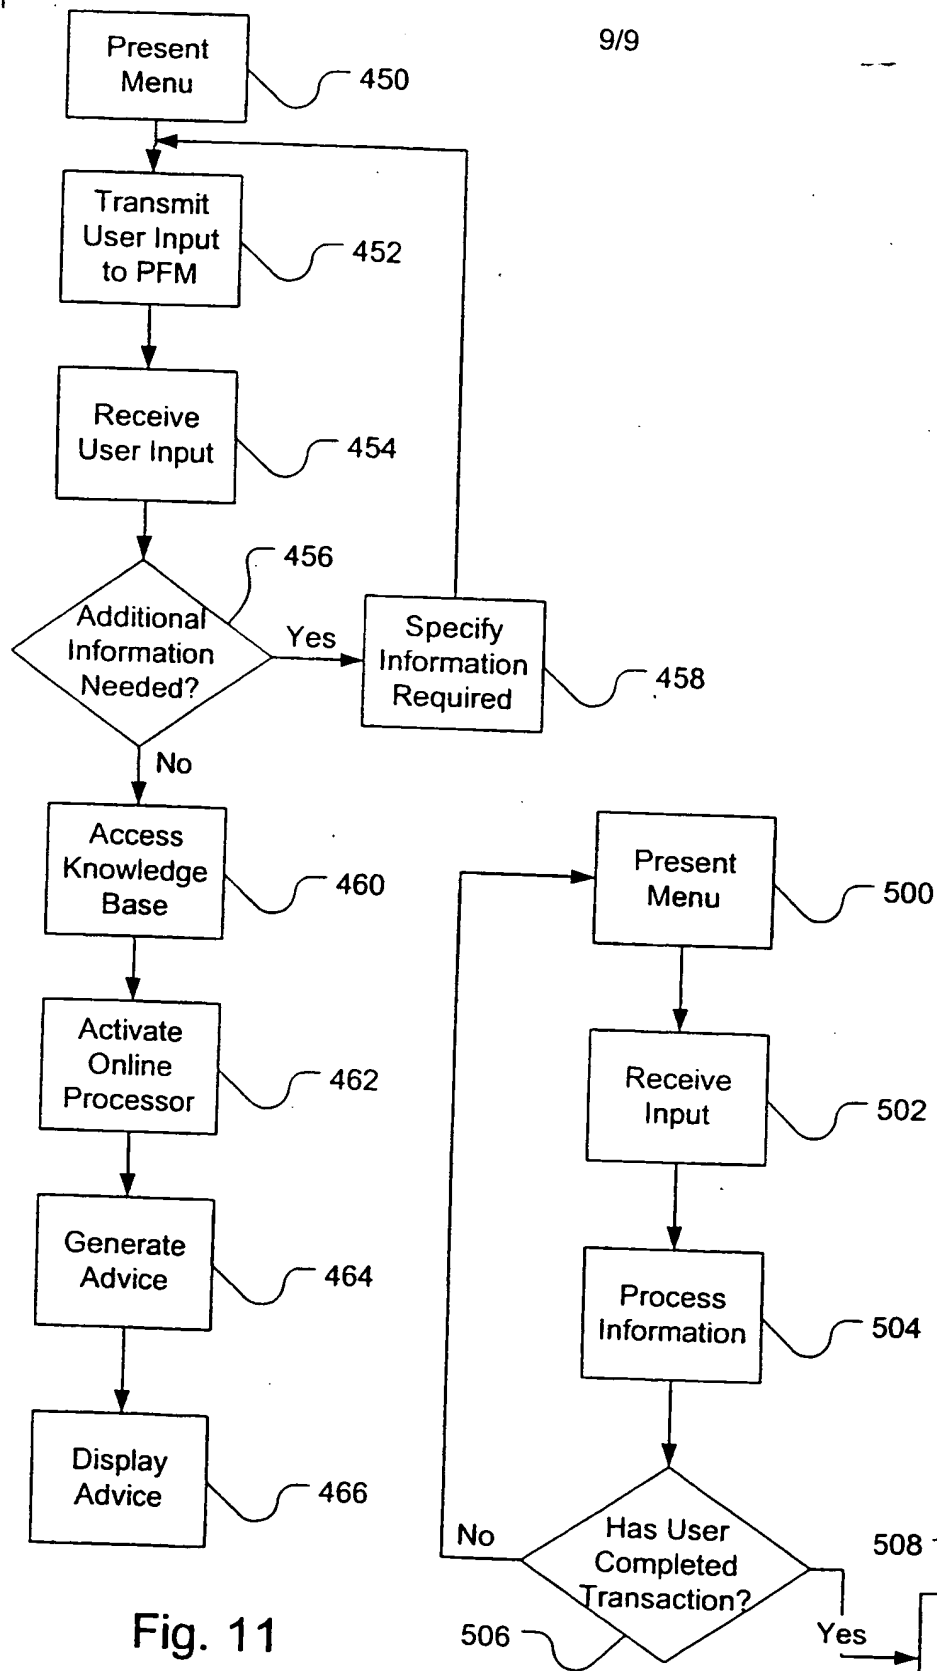 9/9
Present
Menu
450
Transmit
User Input
to PFM
452
Receive
User Input
454
456
Additional
Information
Needed?
Yes
Specify
Information
Required
458
No
Access
Knowledge
Base
460
Activate
Online
Processor
462
Generate
Advice
464
Display
Advice
466
Fig. 11
Present
Menu
500
Receive
Input
502
Process
Information
504
Has User
Completed
Transaction?
No
506
Yes
508